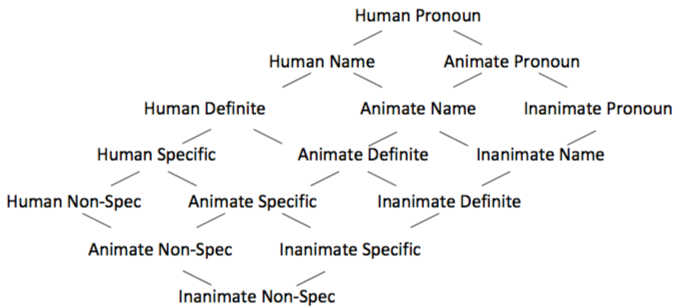 Human Pronoun
Human Name Animate Pronoun
Human Definite Animate Name Inanimate Pronoun
Human Specific Animate Definite Inanimate Name
Human Non-Spec Animate Specific Inanimate Definite
Animate Non-Spec Inanimate Specific
Inanimate Non-Spec